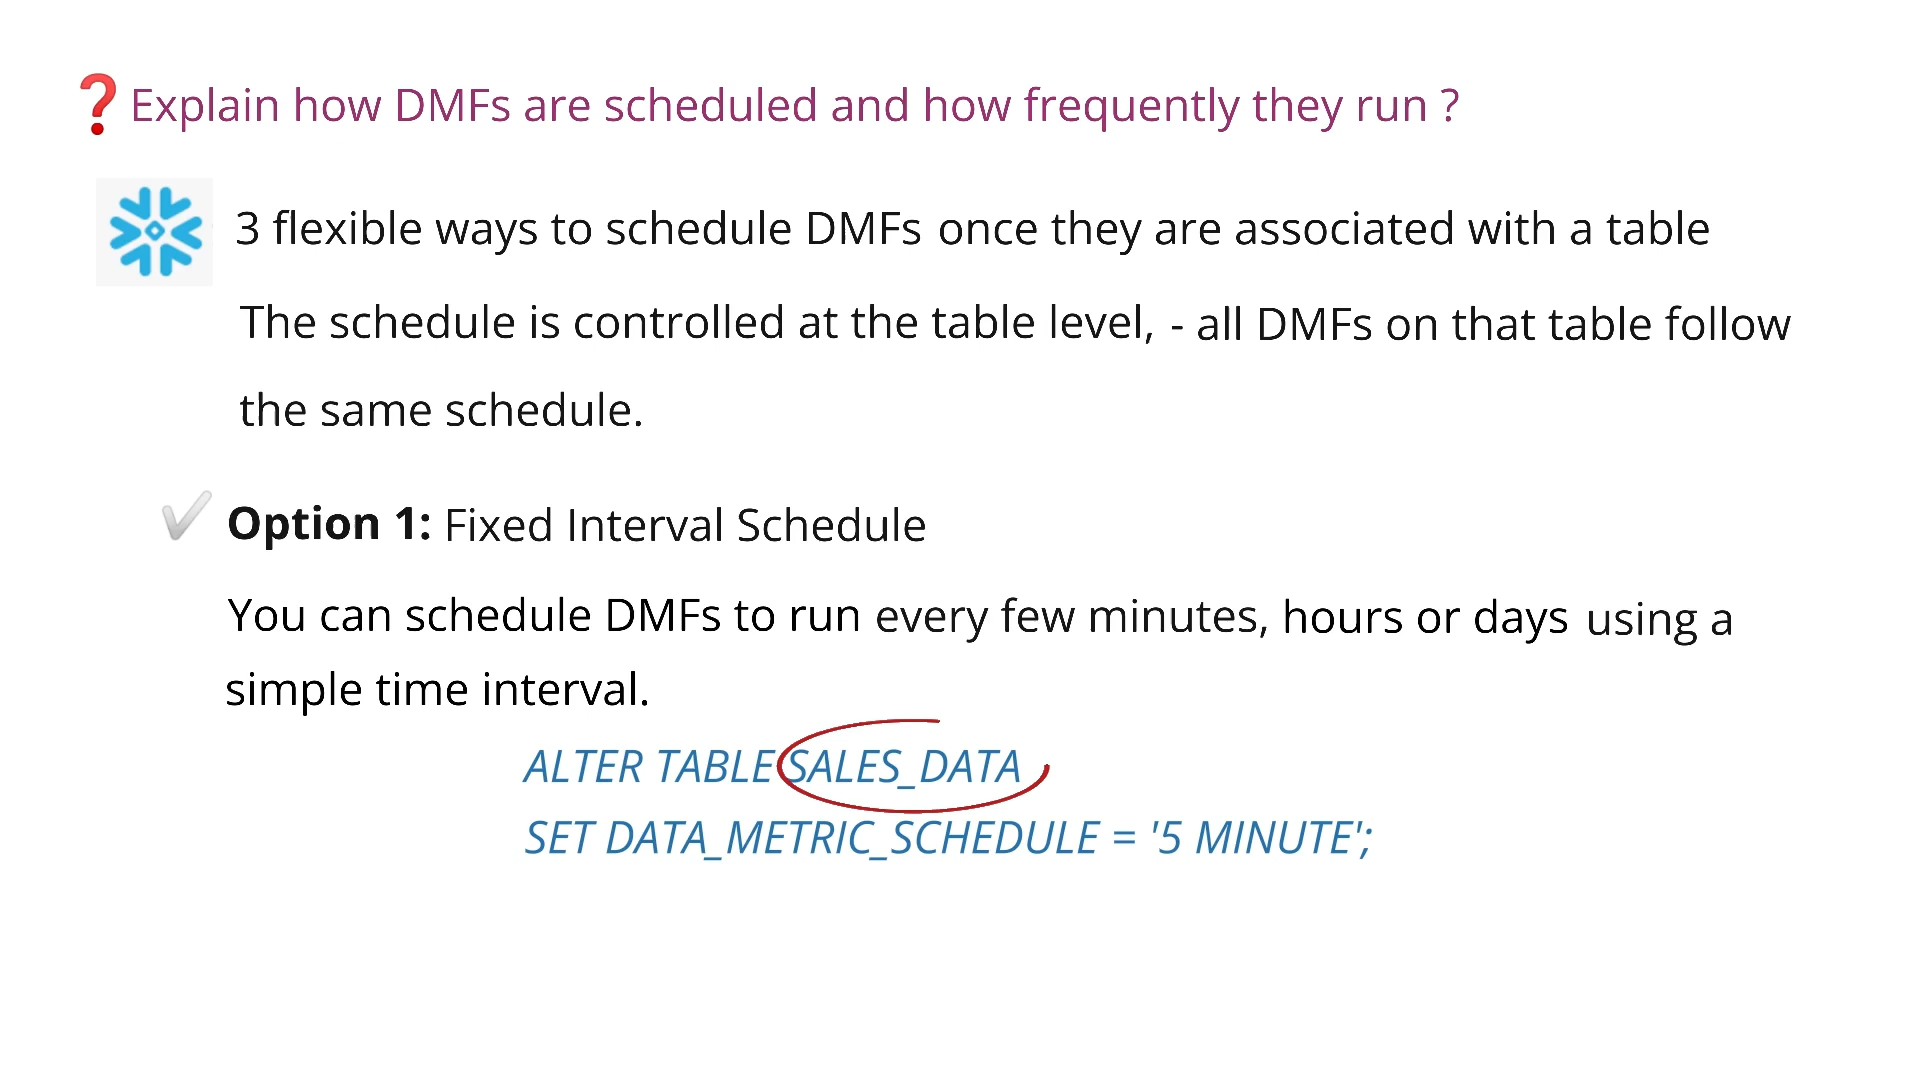 Explain how DMFs are scheduled and how frequently they run ?
3 flexible ways to schedule DMFs once they are associated with a table
The schedule is controlled at the table level, - all DMFs on that table follow
the same schedule.
Option 1: Fixed Interval Schedule
You can schedule DMFs to run every few minutes, hours or days using a
simple time interval.
ALTER TABLE SALES_DATA
SET DATA_METRIC_SCHEDULE = '5 MINUTE';